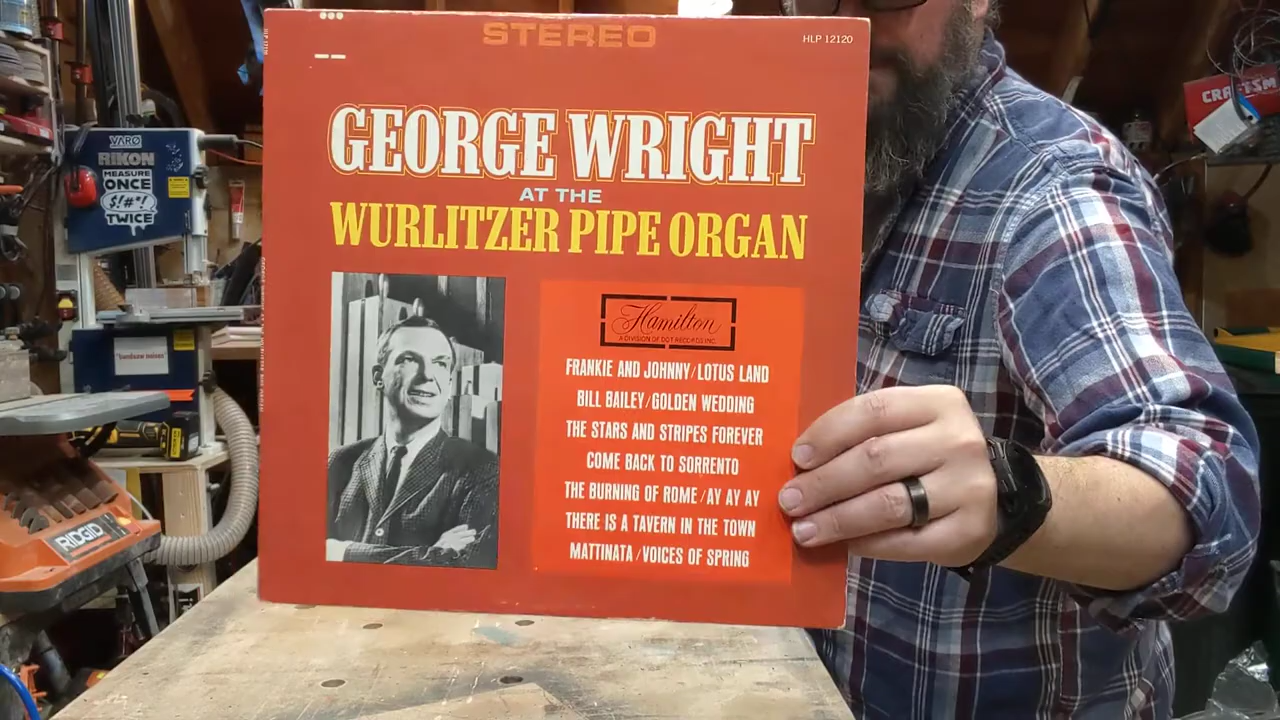 STEREO
HLP 12120
GEORGE WRIGHT
AT THE
WURLITZER PIPE ORGAN
Hamilton
A DIVISION OF DOT RECORDS INC.
FRANKIE AND JOHNNY/LOTUS LAND
BILL BAILEY/GOLDEN WEDDING
THE STARS AND STRIPES FOREVER
COME BACK TO SORRENTO
THE BURNING OF ROME/AY AY AY
THERE IS A TAVERN IN THE TOWN
MATTINATA/VOICES OF SPRING
RIKON
MEASURE
ONCE
$!#*!
TWICE
RIDGID